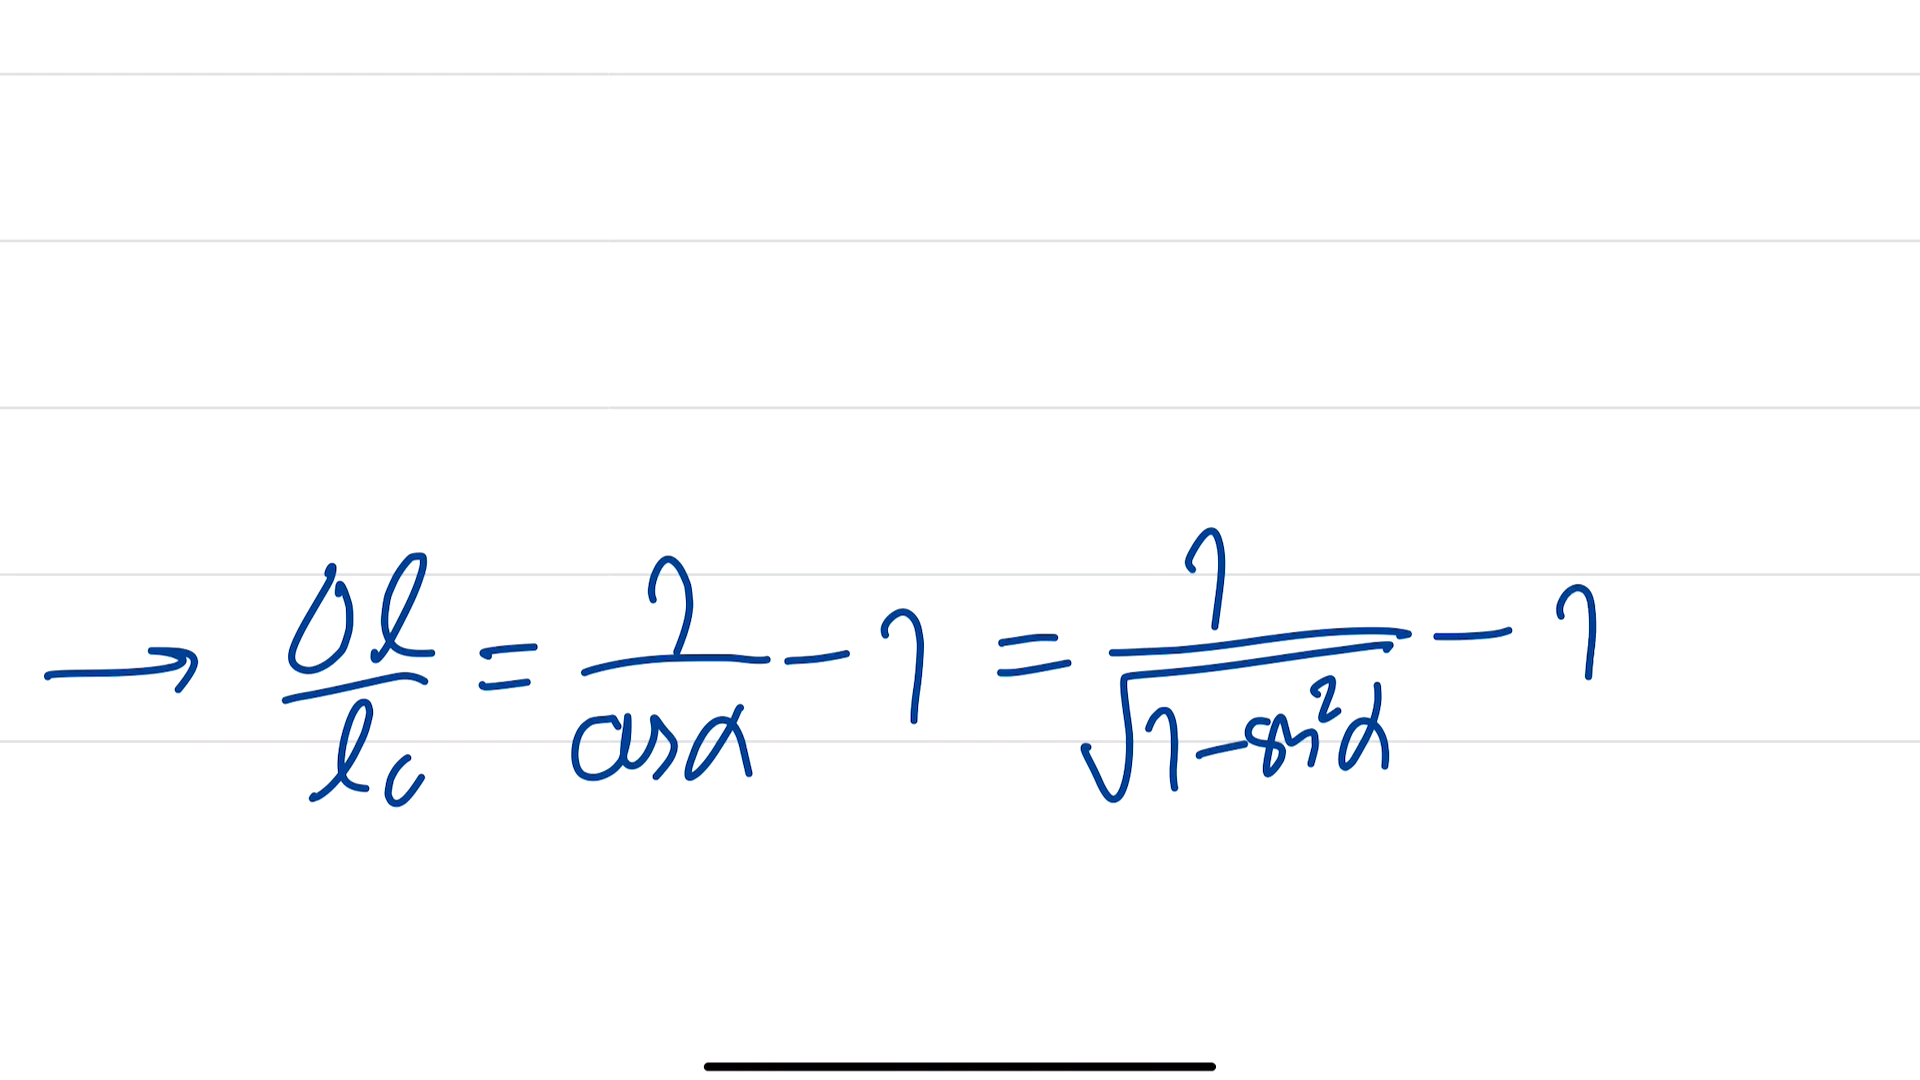 → Δl/l₀ = 1/cosα − 1 = 1/√(1−sin²α) − 1